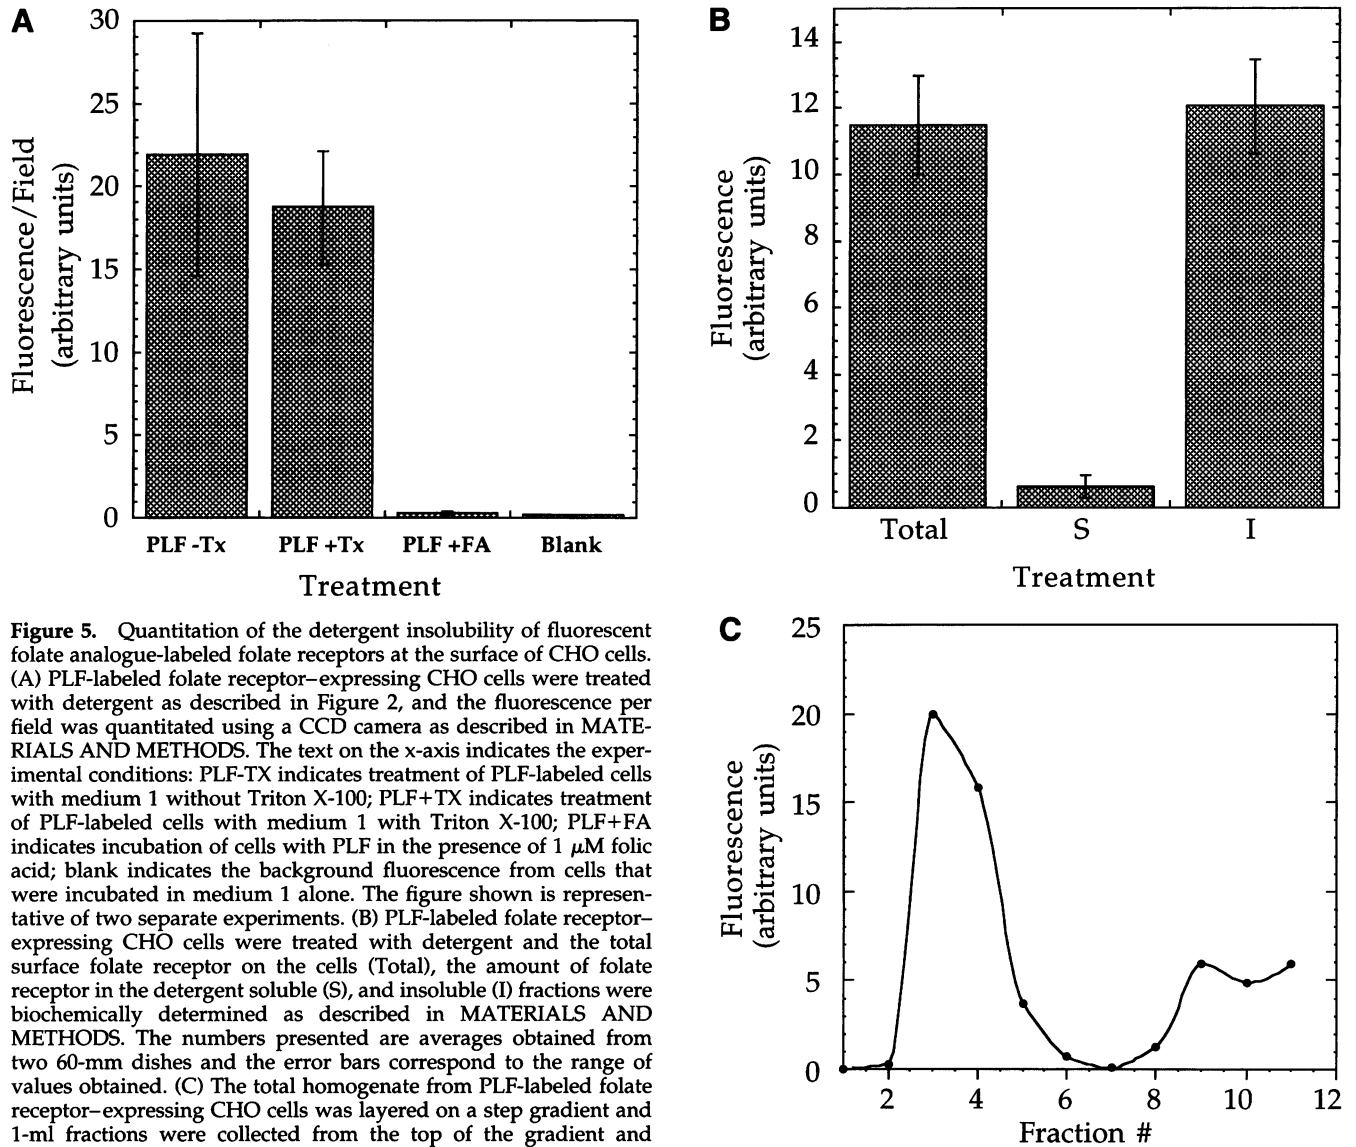 A
30
25
20
15
10
5
0
Fluorescence/Field
(arbitrary units)
PLF -Tx
PLF +Tx
PLF +FA
Blank
Treatment
B
14
12
10
8
6
4
2
0
Fluorescence
(arbitrary units)
Total
S
I
Treatment
Figure 5. Quantitation of the detergent insolubility of fluorescent
folate analogue-labeled folate receptors at the surface of CHO cells.
(A) PLF-labeled folate receptor–expressing CHO cells were treated
with detergent as described in Figure 2, and the fluorescence per
field was quantitated using a CCD camera as described in MATE-
RIALS AND METHODS. The text on the x-axis indicates the exper-
imental conditions: PLF-TX indicates treatment of PLF-labeled cells
with medium 1 without Triton X-100; PLF+TX indicates treatment
of PLF-labeled cells with medium 1 with Triton X-100; PLF+FA
indicates incubation of cells with PLF in the presence of 1 μM folic
acid; blank indicates the background fluorescence from cells that
were incubated in medium 1 alone. The figure shown is represen-
tative of two separate experiments. (B) PLF-labeled folate receptor–
expressing CHO cells were treated with detergent and the total
surface folate receptor on the cells (Total), the amount of folate
receptor in the detergent soluble (S), and insoluble (I) fractions were
biochemically determined as described in MATERIALS AND
METHODS. The numbers presented are averages obtained from
two 60-mm dishes and the error bars correspond to the range of
values obtained. (C) The total homogenate from PLF-labeled folate
receptor–expressing CHO cells was layered on a step gradient and
1-ml fractions were collected from the top of the gradient and
C
25
20
15
10
5
0
Fluorescence
(arbitrary units)
2
4
6
8
10
12
Fraction #